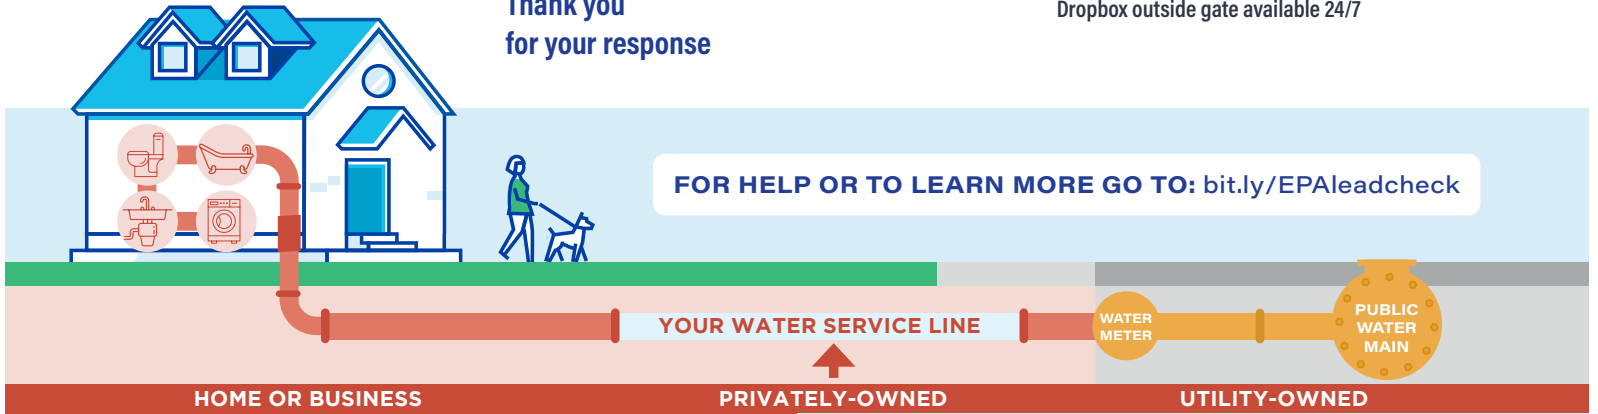 Thank you
for your response
Dropbox outside gate available 24/7
FOR HELP OR TO LEARN MORE GO TO: bit.ly/EPAleadcheck
YOUR WATER SERVICE LINE
WATER
METER
PUBLIC
WATER
MAIN
HOME OR BUSINESS
PRIVATELY-OWNED
UTILITY-OWNED